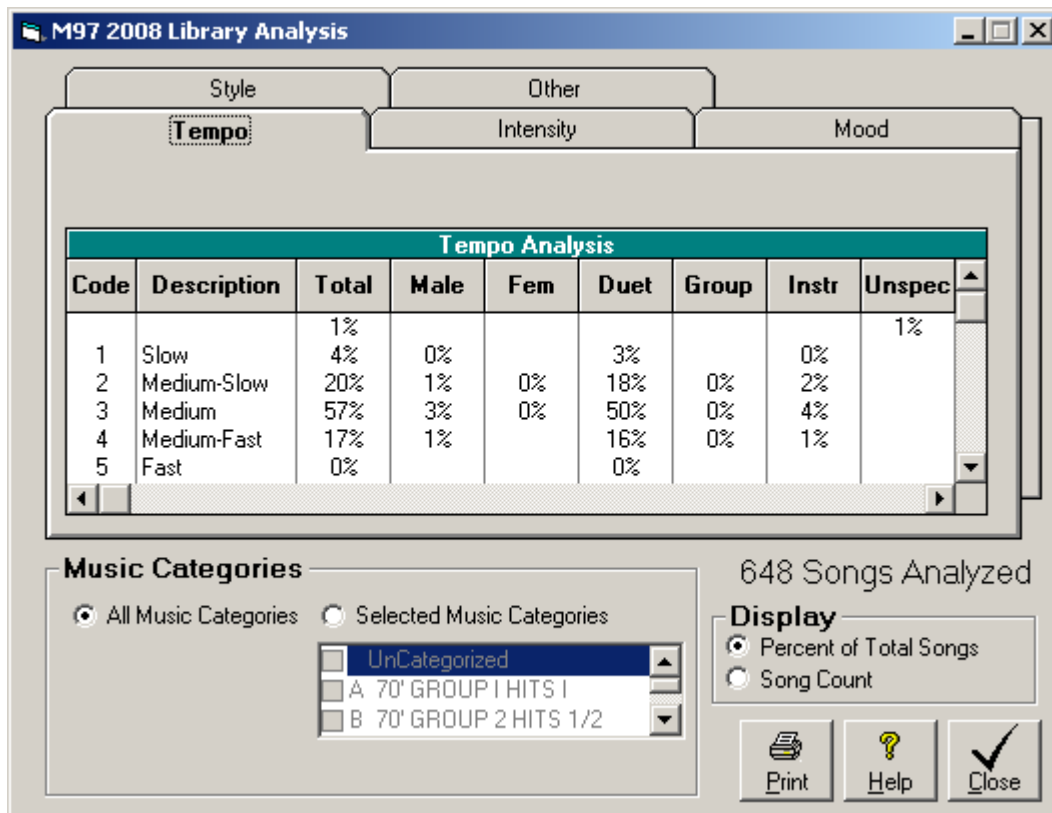 M97 2008 Library Analysis
Style Other
Tempo Intensity Mood
Tempo Analysis
Code Description Total Male Fem Duet Group Instr Unspec
1% 1%
1 Slow 4% 0% 3% 0%
2 Medium-Slow 20% 1% 0% 18% 0% 2%
3 Medium 57% 3% 0% 50% 0% 4%
4 Medium-Fast 17% 1% 16% 0% 1%
5 Fast 0% 0%
Music Categories
All Music Categories Selected Music Categories
UnCategorized
A 70' GROUP I HITS I
B 70' GROUP 2 HITS 1/2
648 Songs Analyzed
Display
Percent of Total Songs
Song Count
Print Help Close